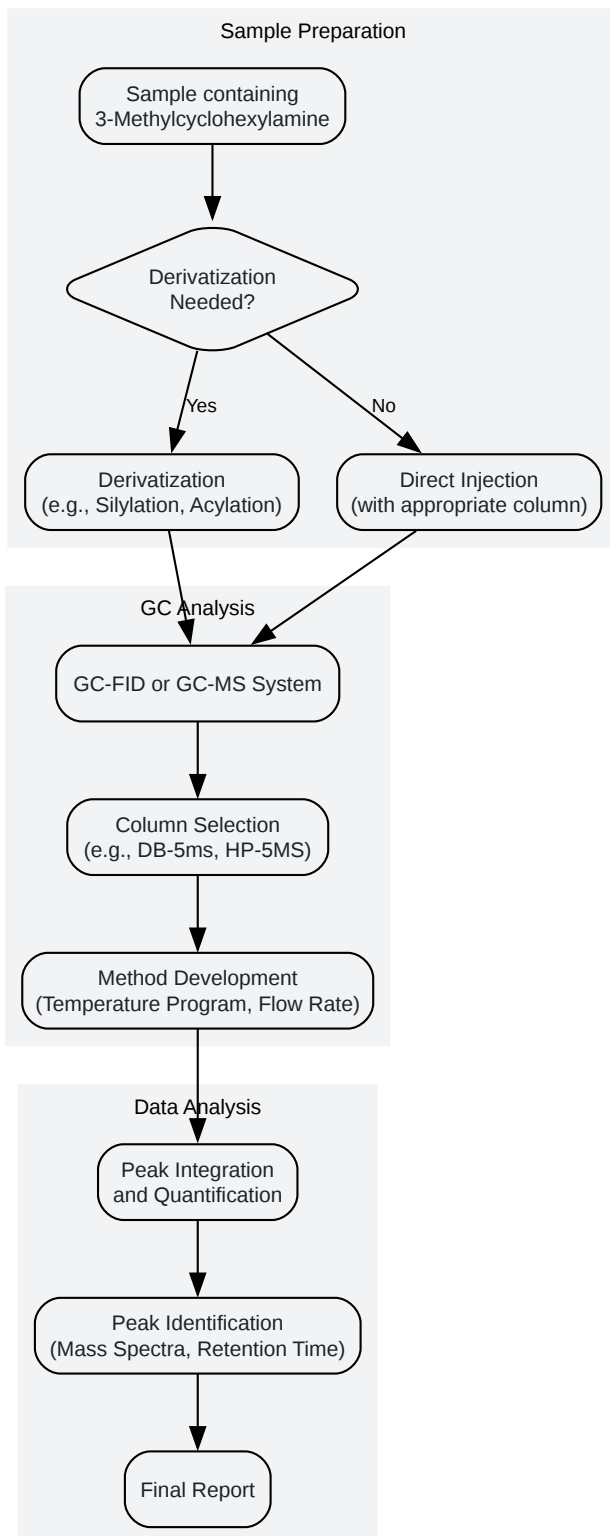 Sample Preparation
Sample containing
3-Methylcyclohexylamine
Derivatization
Needed?
Yes
No
Derivatization
(e.g., Silylation, Acylation)
Direct Injection
(with appropriate column)
GC Analysis
GC-FID or GC-MS System
Column Selection
(e.g., DB-5ms, HP-5MS)
Method Development
(Temperature Program, Flow Rate)
Data Analysis
Peak Integration
and Quantification
Peak Identification
(Mass Spectra, Retention Time)
Final Report